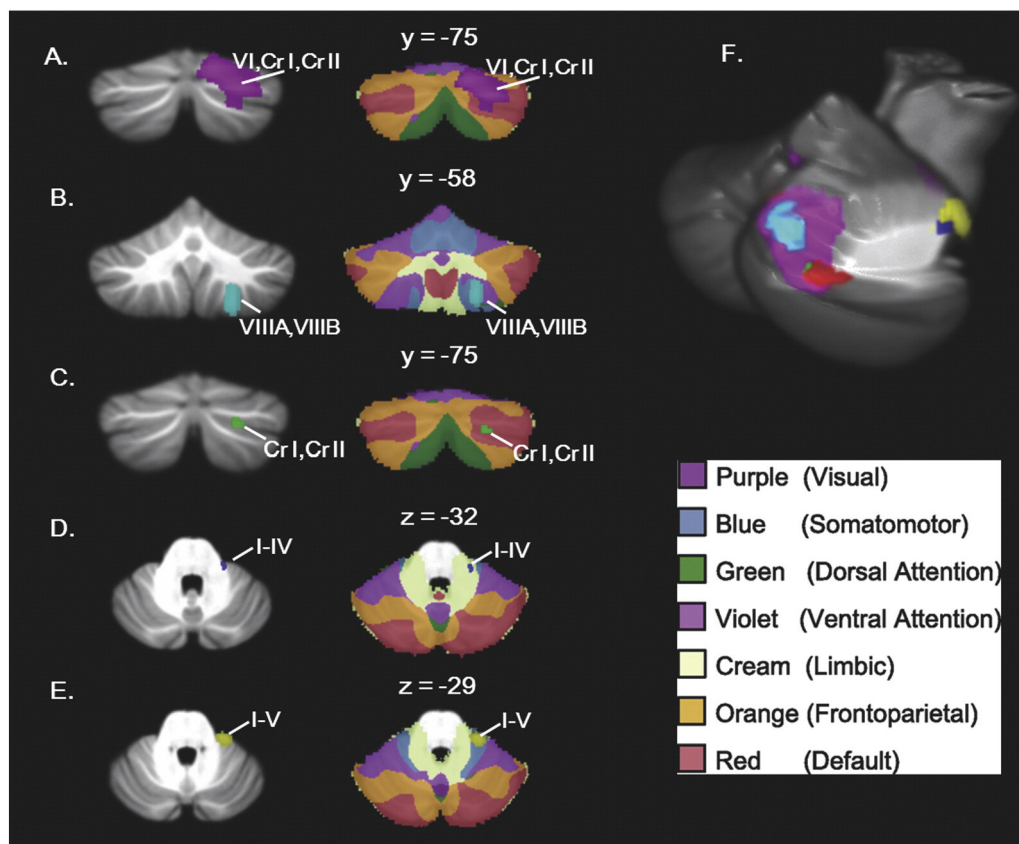 A.
VI,Cr I,Cr II
y = -75
VI,Cr I,Cr II
B.
y = -58
VIIIA,VIIIB
VIIIA,VIIIB
C.
y = -75
Cr I,Cr II
Cr I,Cr II
D.
z = -32
I-IV
I-IV
E.
z = -29
I-V
I-V
F.
Purple (Visual)
Blue (Somatomotor)
Green (Dorsal Attention)
Violet (Ventral Attention)
Cream (Limbic)
Orange (Frontoparietal)
Red (Default)